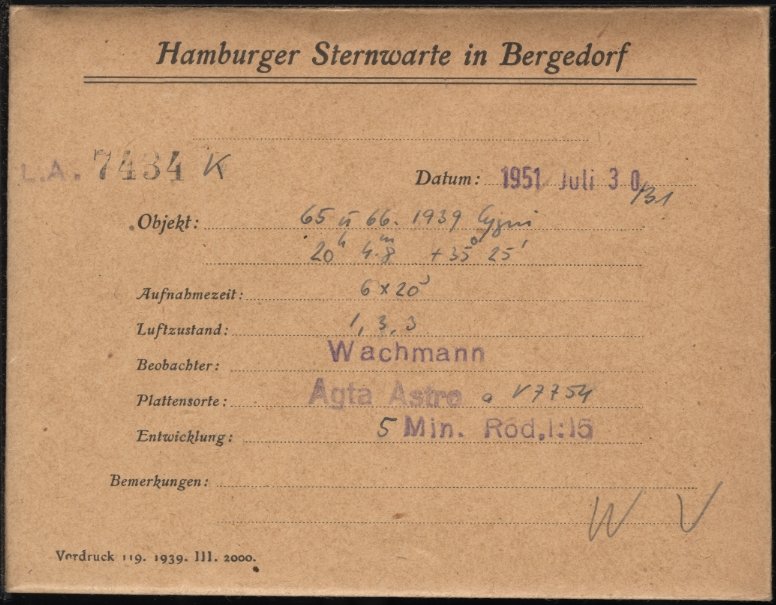 Hamburger Sternwarte in Bergedorf
L.A. 7434 K
Datum: 1951 Juli 30/31
Objekt: 65 u 66. 1939 Cygni
20h 4.m8 +35° 25'
Aufnahmezeit: 6 x 20
Luftzustand: 1, 3, 3
Beobachter: Wachmann
Plattensorte: Agfa Astro V7754
Entwicklung: 5 Min. Rod. 1:15
Bemerkungen:
W V
Vordruck 119. 1939. III. 2000.